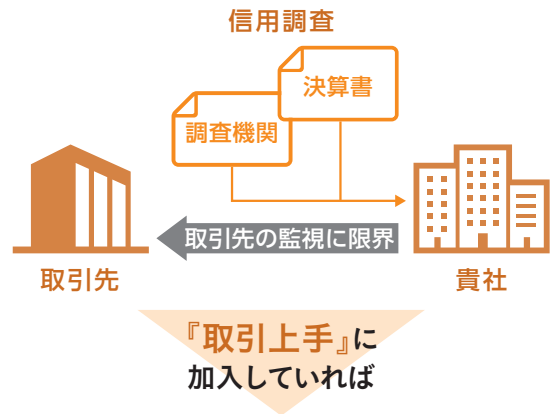 信用調査
決算書
調査機関
取引先の監視に限界
取引先
貴社
『取引上手』に
加入していれば